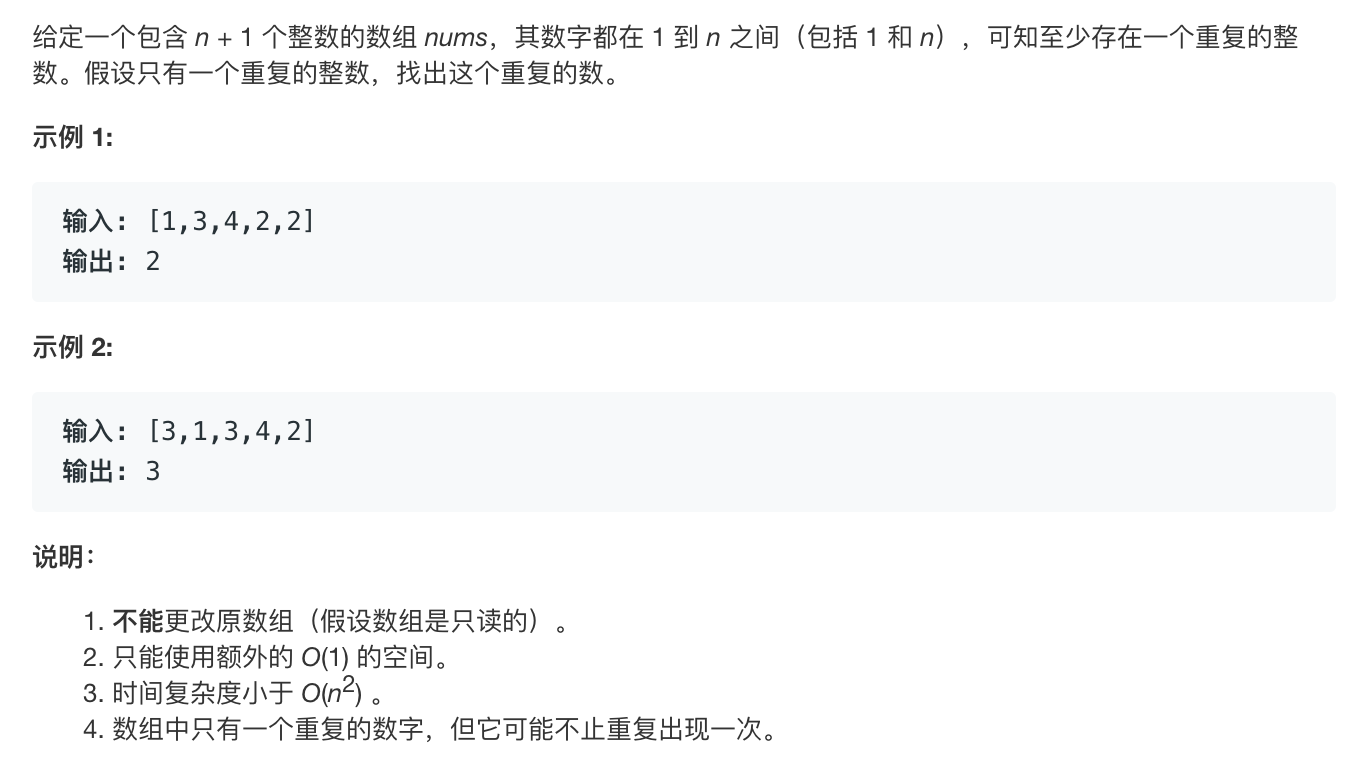 给定一个包含 n + 1 个整数的数组 nums，其数字都在 1 到 n 之间（包括 1 和 n），可知至少存在一个重复的整
数。假设只有一个重复的整数，找出这个重复的数。
示例 1:
输入: [1,3,4,2,2]
输出: 2
示例 2:
输入: [3,1,3,4,2]
输出: 3
说明：
1. 不能更改原数组（假设数组是只读的）。
2. 只能使用额外的 O(1) 的空间。
3. 时间复杂度小于 O(n²) 。
4. 数组中只有一个重复的数字，但它可能不止重复出现一次。